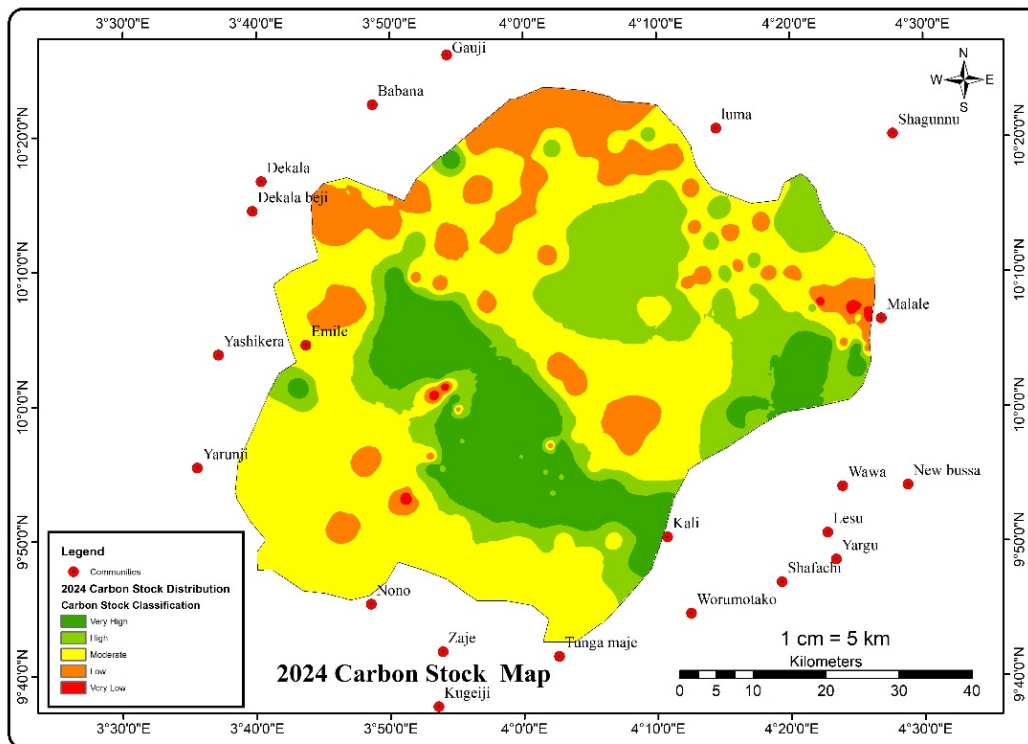 3°30'0"E 3°40'0"E 3°50'0"E 4°0'0"E 4°10'0"E 4°20'0"E 4°30'0"E
N
W E
S
Gauji
Babana
Iuma
Shagunnu
10°20'0"N 10°20'0"N
Dekala
Dekala beji
10°10'0"N 10°10'0"N
Malale
Emile
Yashikera
10°0'0"N 10°0'0"N
Yarunji
Wawa
New bussa
Kali
Lesu
Yargu
9°50'0"N 9°50'0"N
Shafachi
Nono
Worumotako
Zaje
Tunga maje
Kugeiji
9°40'0"N 9°40'0"N
Legend
Communities
2024 Carbon Stock Distribution
Carbon Stock Classification
Very High
High
Moderate
Low
Very Low
2024 Carbon Stock Map
1 cm = 5 km
Kilometers
0 5 10 20 30 40
3°30'0"E 3°40'0"E 3°50'0"E 4°0'0"E 4°10'0"E 4°20'0"E 4°30'0"E